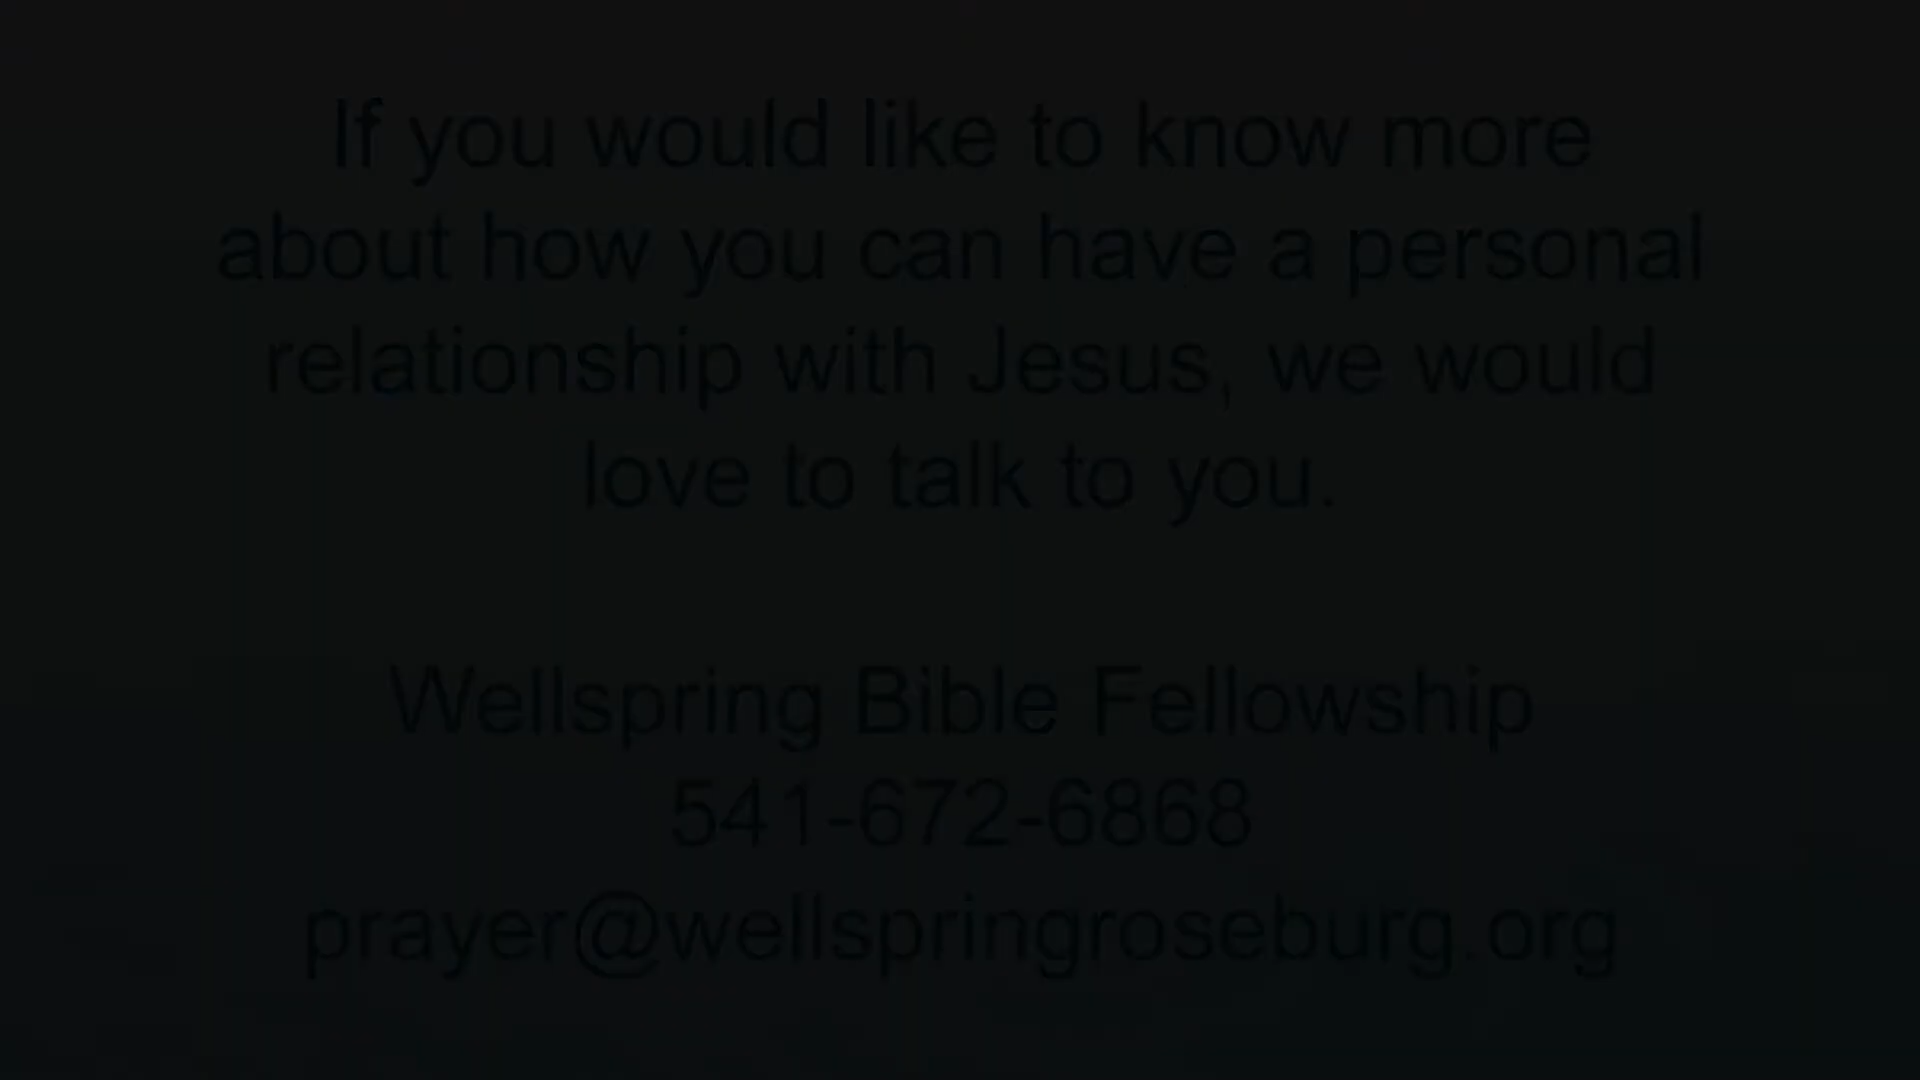 If you would like to know more
about how you can have a personal
relationship with Jesus, we would
love to talk to you.
Wellspring Bible Fellowship
541-672-6868
prayer@wellspringroseburg.org